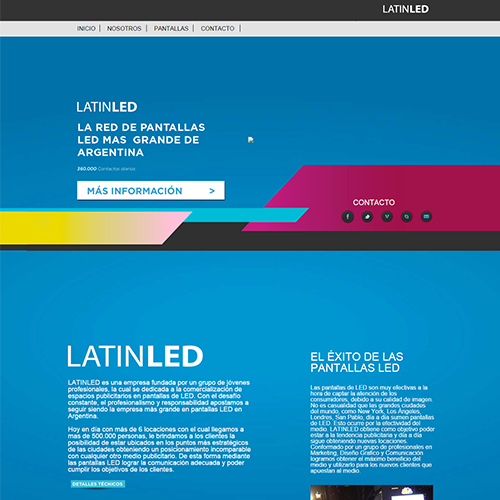 LATINLED
INICIO | NOSOTROS | PANTALLAS | CONTACTO |
LATINLED
LA RED DE PANTALLAS
LED MAS GRANDE DE
ARGENTINA
360.000 Contactos diarios
MÁS INFORMACIÓN >
CONTACTO
LATINLED
LATINLED es una empresa fundada por un grupo de jóvenes
profesionales, la cual se dedica a la comercialización de
espacios publicitarios en pantallas de LED. Con el desafío
constante, el profesionalismo y responsabilidad apostamos a
seguir siendo la empresa más grande en pantallas LED en
Argentina.
Hoy en día con mes de 6 locaciones con el cual llegamos a
mas de 500.000 personas, le brindamos a los clientes la
posibilidad de estar ubicados en los puntos más estratégicos
de las ciudades obteniendo un posicionamiento incomparable
con cualquier otro medio publicitario. De esta forma mediante
las pantallas LED lograr la comunicación adecuada y poder
cumplir los objetivos de los clientes.
DETALLES TÉCNICOS
EL ÉXITO DE LAS
PANTALLAS LED
Las pantallas de LED son muy efectivas a la
hora de captar la atención de los
consumidores, debido a su calidad de imagen.
No es casualidad que las grandes ciudades
del mundo, como New York, Los Ángeles,
Londres, San Pablo, día a día sumen pantallas
de LED. Esto ocurre por la efectividad del
medio. LATINLED obtiene como objetivo poder
estar a la tendencia publicitaria y día a día
sigue obteniendo nuevas locaciones.
Conformado por un grupo de profesionales en
Marketing, Diseño Grafico y Comunicación
logramos obtener el máximo beneficio del
medio y utilizarlo para los nuevos clientes que
apuestan al medio.